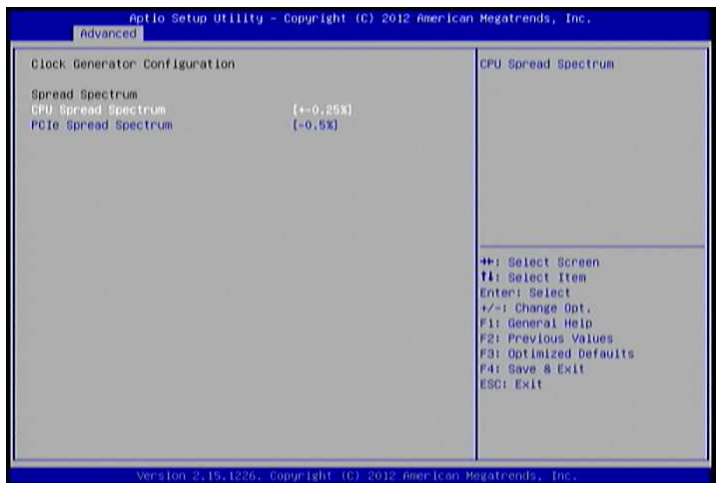 Aptio Setup Utility - Copyright (C) 2012 American Megatrends, Inc.
Advanced
Clock Generator Configuration
CPU Spread Spectrum
Spread Spectrum
CPU Spread Spectrum [+-0.25%]
PCIe Spread Spectrum [-0.5%]
→←: Select Screen
↑↓: Select Item
Enter: Select
+/-: Change Opt.
F1: General Help
F2: Previous Values
F3: Optimized Defaults
F4: Save & Exit
ESC: Exit
Version 2.15.1226. Copyright (C) 2012 American Megatrends, Inc.